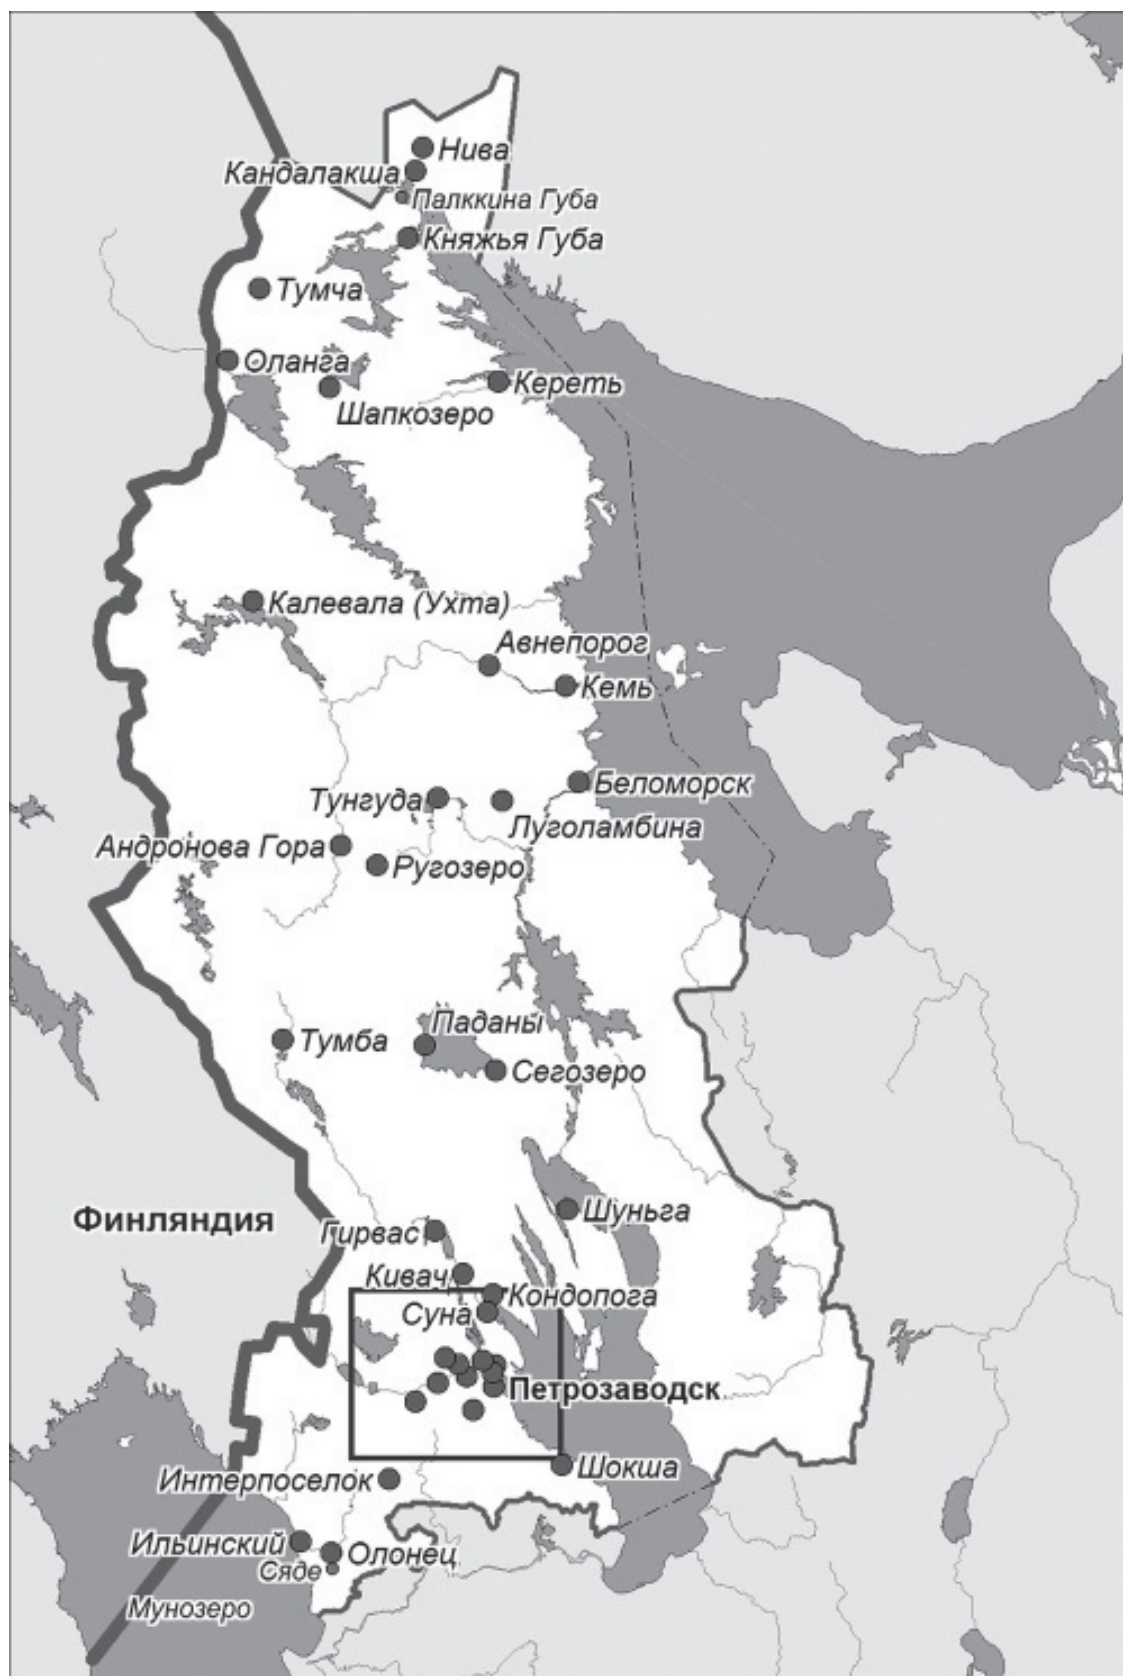 Нива
Кандалакша
Палккина Губа
Княжья Губа
Тумча
Оланга
Кереть
Шапкозеро
Калевала (Ухта)
Авнепорог
Кемь
Беломорск
Тунгуда
Луголамбина
Андронова Гора
Ругозеро
Паданы
Тумба
Сегозеро
Шуньга
Финляндия
Гирвас
Кивач
Кондопога
Суна
Петрозаводск
Шокша
Интерпоселок
Ильинский
Олонец
Сяде
Мунозеро